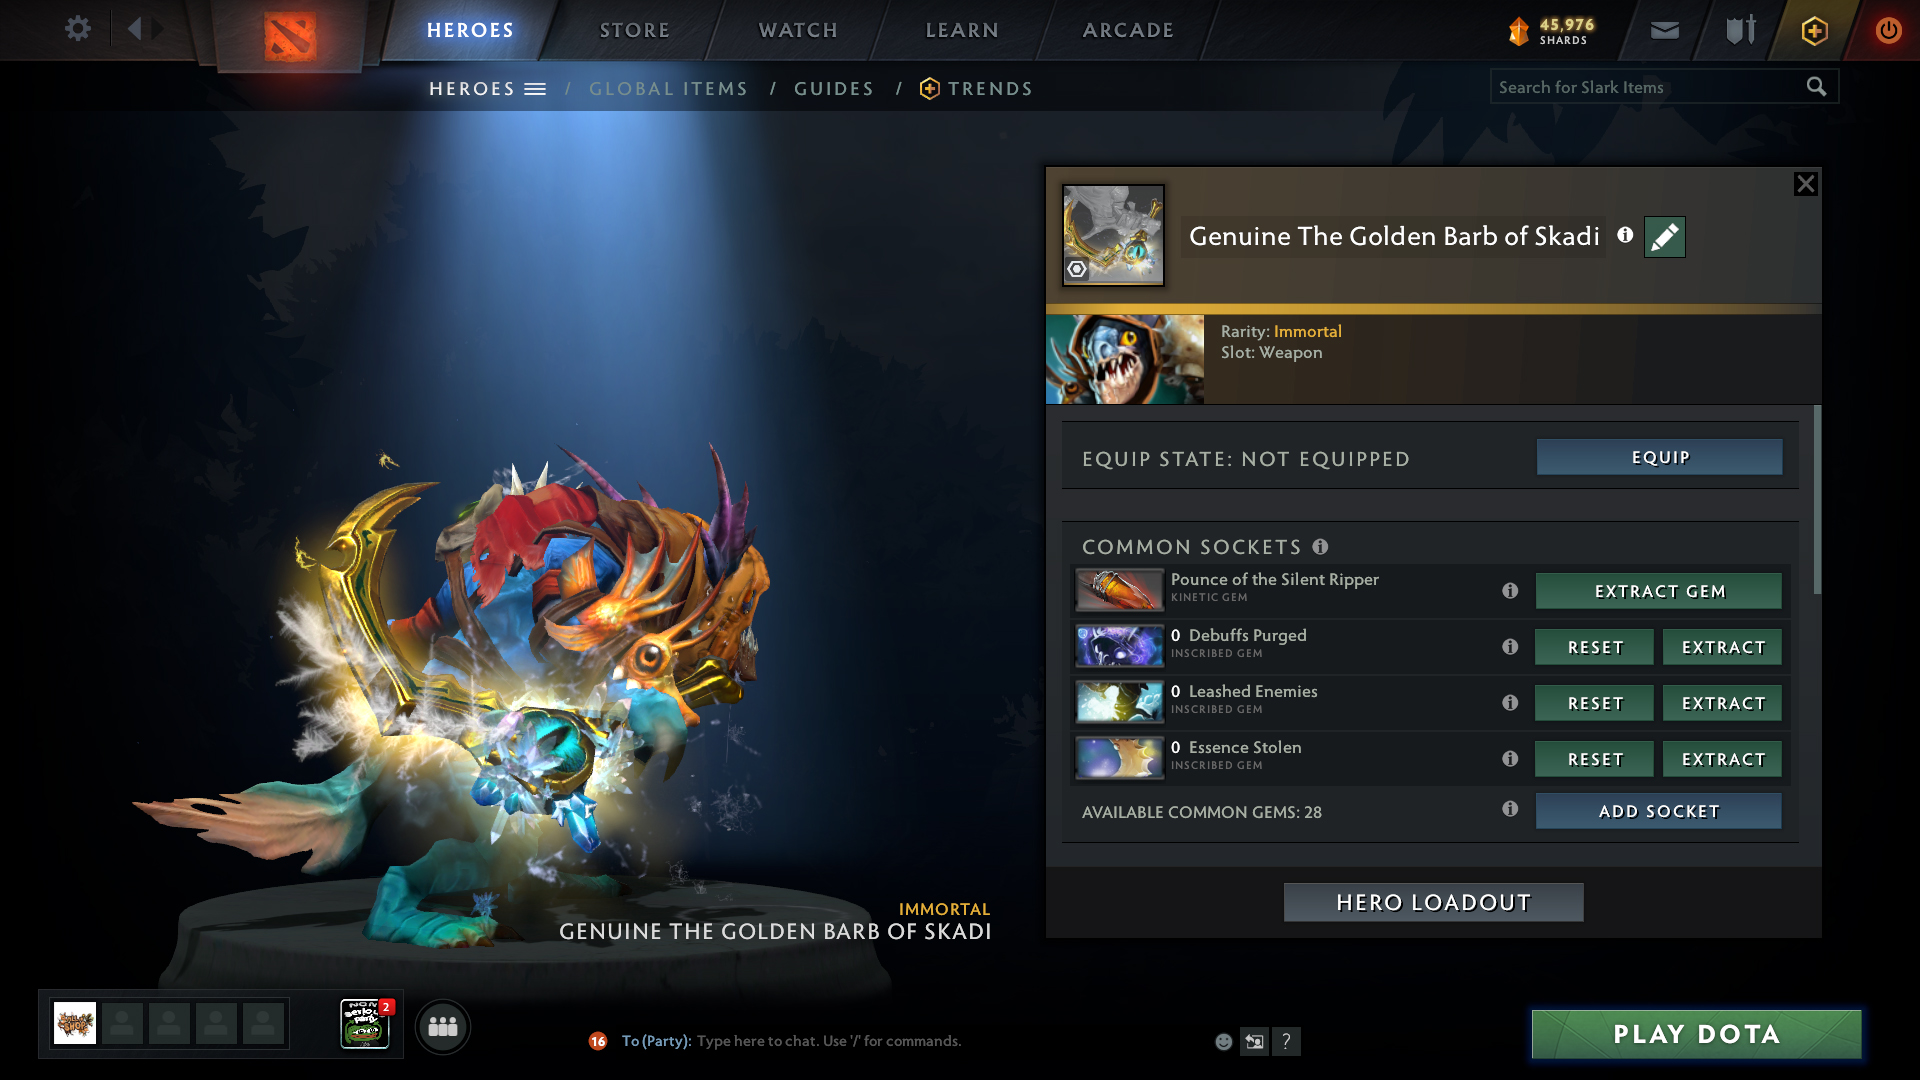 HEROES
STORE
WATCH
LEARN
ARCADE
45,976
SHARDS
HEROES / GLOBAL ITEMS / GUIDES / TRENDS
Search for Slark Items
Genuine The Golden Barb of Skadi
Rarity: Immortal
Slot: Weapon
EQUIP STATE: NOT EQUIPPED
EQUIP
COMMON SOCKETS
Pounce of the Silent Ripper
KINETIC GEM
EXTRACT GEM
0 Debuffs Purged
INSCRIBED GEM
RESET
EXTRACT
0 Leashed Enemies
INSCRIBED GEM
RESET
EXTRACT
0 Essence Stolen
INSCRIBED GEM
RESET
EXTRACT
AVAILABLE COMMON GEMS: 28
ADD SOCKET
HERO LOADOUT
IMMORTAL
GENUINE THE GOLDEN BARB OF SKADI
2
16
To (Party): Type here to chat. Use '/' for commands.
?
PLAY DOTA